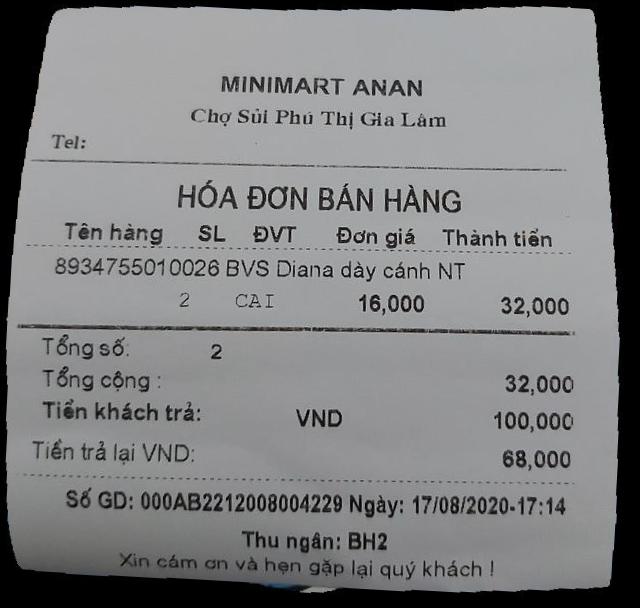 MINIMART ANAN
Chợ Sủi Phú Thị Gia Lâm
Tel:
HÓA ĐƠN BÁN HÀNG
Tên hàng SL ĐVT Đơn giá Thành tiền
8934755010026 BVS Diana dày cánh NT
2 CAI 16,000 32,000
Tổng số: 2
Tổng cộng : 32,000
Tiền khách trả: VND 100,000
Tiền trả lại VND: 68,000
Số GD: 000AB2212008004229 Ngày: 17/08/2020-17:14
Thu ngân: BH2
Xin cám ơn và hẹn gặp lại quý khách !